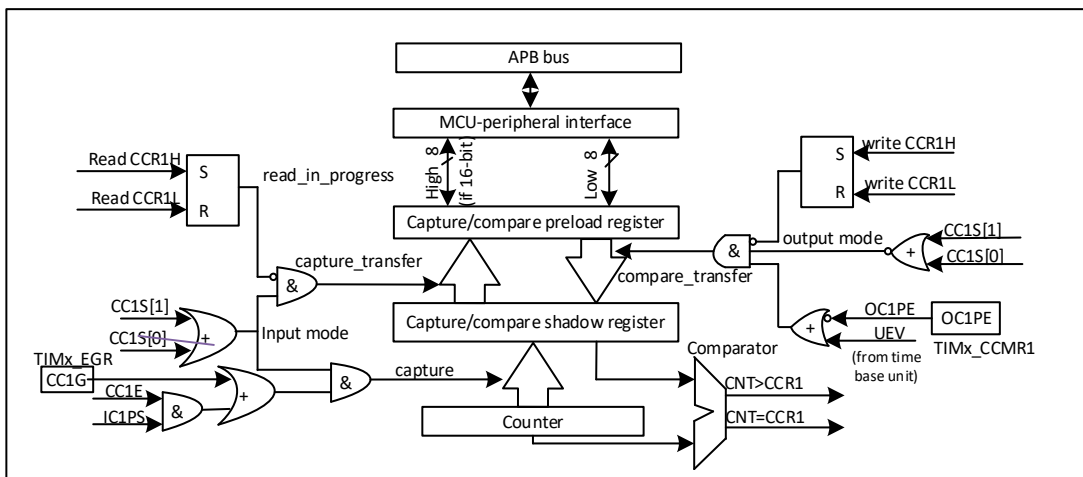 APB bus
MCU-peripheral interface
Read CCR1H
Read CCR1L
S
R
read_in_progress
High 8
(if 16-bit)
Low 8
S
R
write CCR1H
write CCR1L
Capture/compare preload register
CC1S[1]
CC1S[0]
+
output mode
&
compare_transfer
capture_transfer
&
CC1S[1]
CC1S[0]
+
Input mode
Capture/compare shadow register
OC1PE
UEV
(from time
base unit)
+
OC1PE
TIMx_CCMR1
TIMx_EGR
CC1G
CC1E
IC1PS
&
+
&
capture
Comparator
CNT>CCR1
CNT=CCR1
Counter